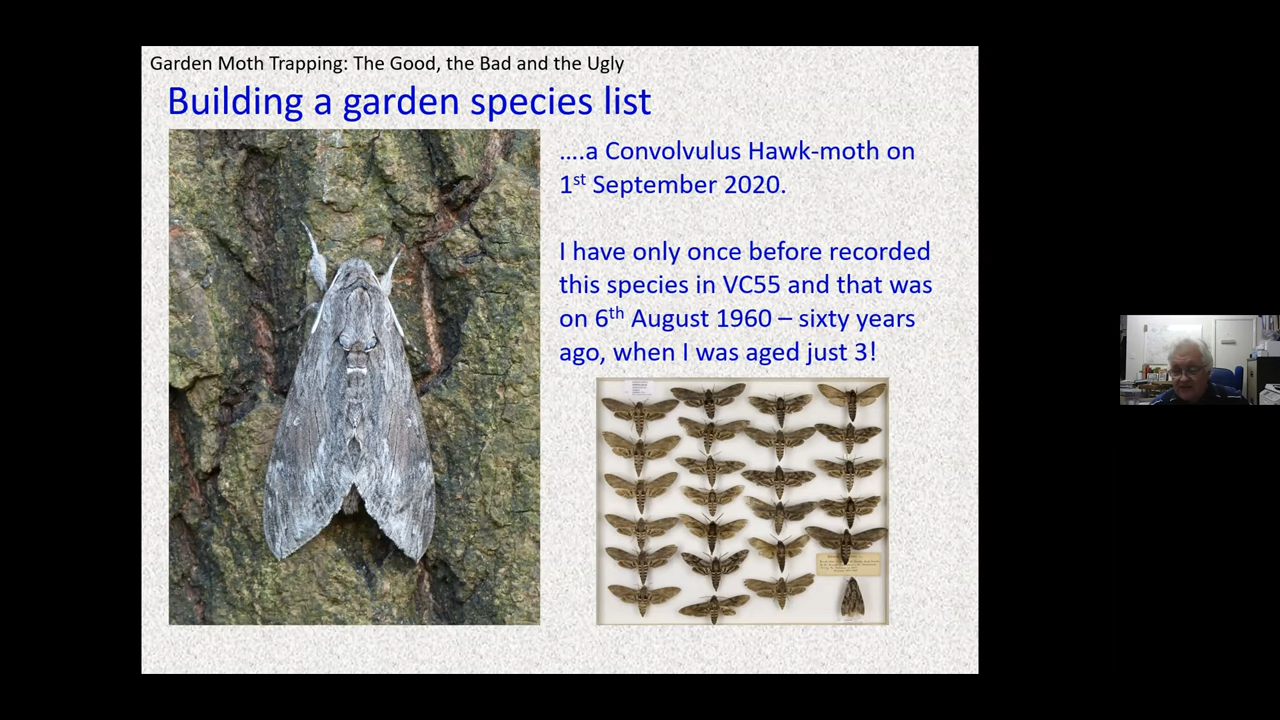 Garden Moth Trapping: The Good, the Bad and the Ugly
Building a garden species list
....a Convolvulus Hawk-moth on
1st September 2020.
I have only once before recorded
this species in VC55 and that was
on 6th August 1960 – sixty years
ago, when I was aged just 3!